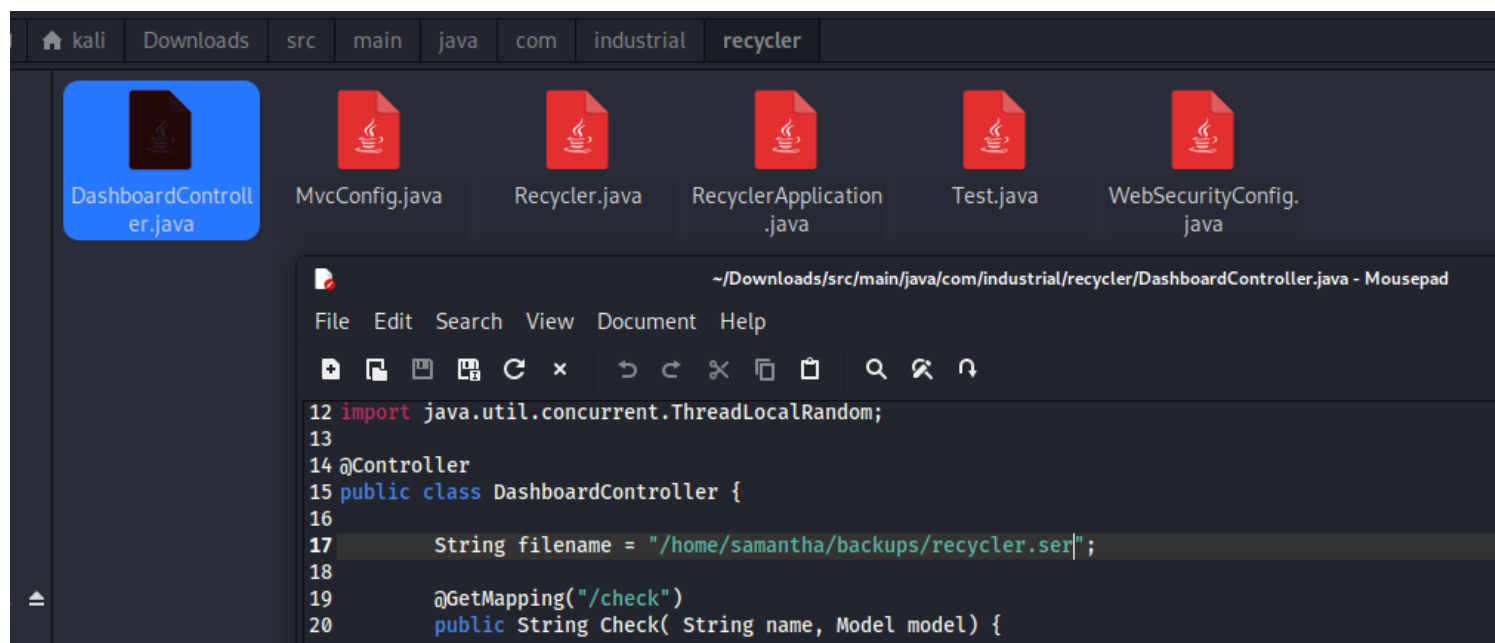 kali Downloads src main java com industrial recycler
DashboardControll
er.java
MvcConfig.java
Recycler.java
RecyclerApplication
.java
Test.java
WebSecurityConfig.
java
~/Downloads/src/main/java/com/industrial/recycler/DashboardController.java - Mousepad
File Edit Search View Document Help
12 import java.util.concurrent.ThreadLocalRandom;
13
14 @Controller
15 public class DashboardController {
16
17 String filename = "/home/samantha/backups/recycler.ser";
18
19 @GetMapping("/check")
20 public String Check( String name, Model model) {